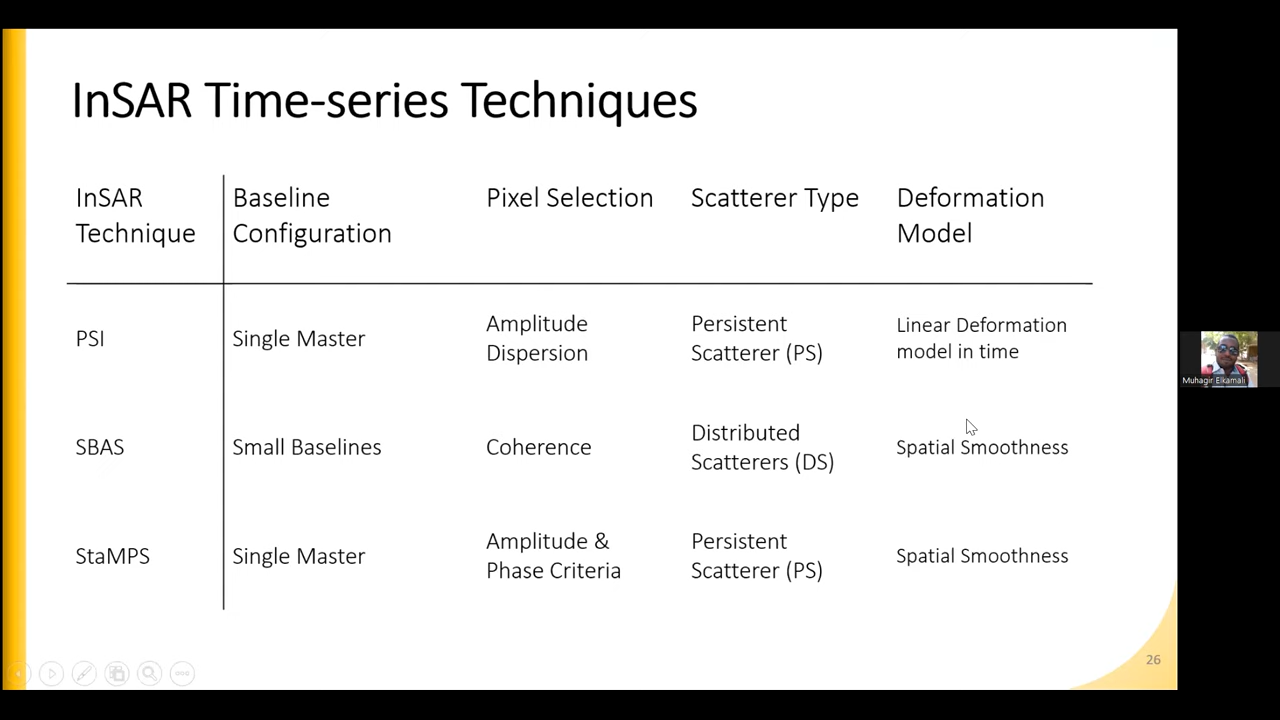 InSAR Time-series Techniques
InSAR
Technique
Baseline
Configuration
Pixel Selection
Scatterer Type
Deformation
Model
PSI
Single Master
Amplitude
Dispersion
Persistent
Scatterer (PS)
Linear Deformation
model in time
SBAS
Small Baselines
Coherence
Distributed
Scatterers (DS)
Spatial Smoothness
StaMPS
Single Master
Amplitude &
Phase Criteria
Persistent
Scatterer (PS)
Spatial Smoothness
26
Muhagir Elkamali